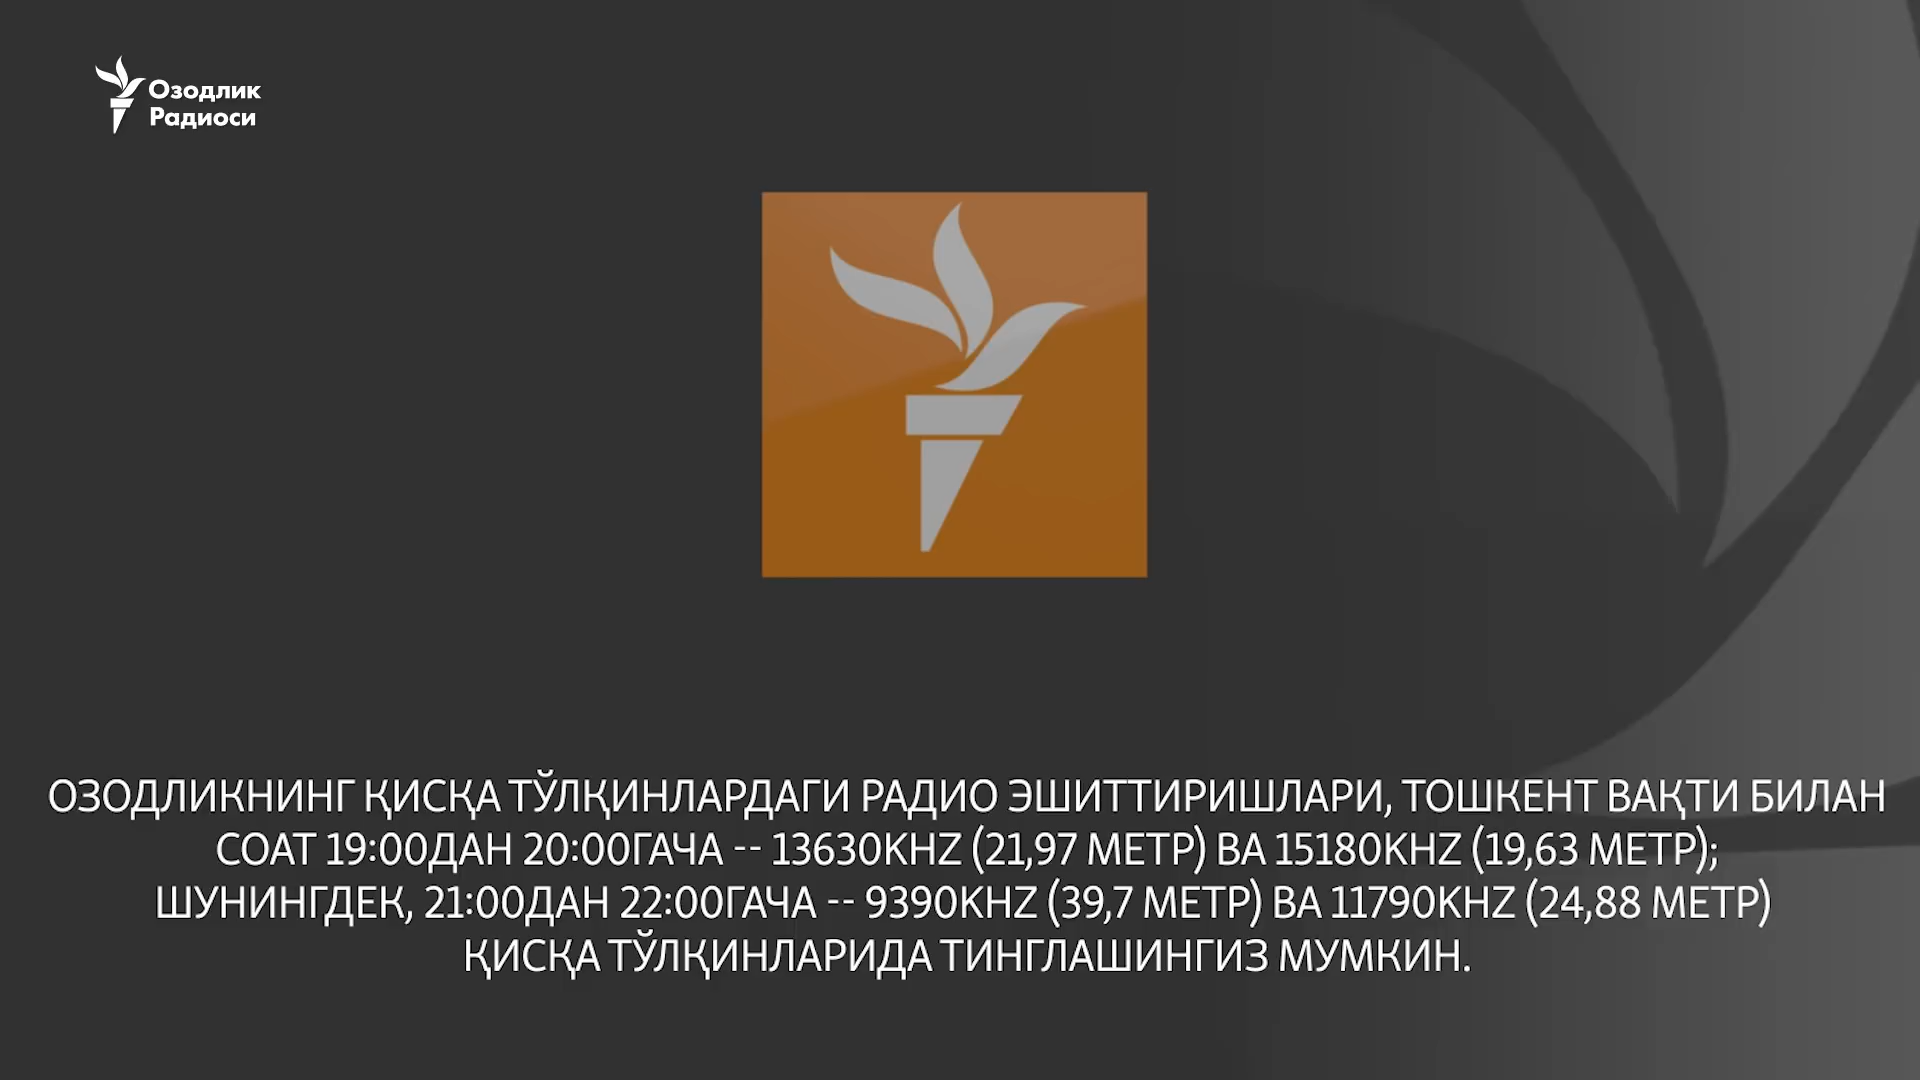 Озодлик
Радиоси
ОЗОДЛИКНИНГ ҚИСҚА ТЎЛҚИНЛАРДАГИ РАДИО ЭШИТТИРИШЛАРИ, ТОШКЕНТ ВАҚТИ БИЛАН
СОАТ 19:00ДАН 20:00ГАЧА -- 13630KHZ (21,97 МЕТР) ВА 15180KHZ (19,63 МЕТР);
ШУНИНГДЕК, 21:00ДАН 22:00ГАЧА -- 9390KHZ (39,7 МЕТР) ВА 11790KHZ (24,88 МЕТР)
ҚИСҚА ТЎЛҚИНЛАРИДА ТИНГЛАШИНГИЗ МУМКИН.